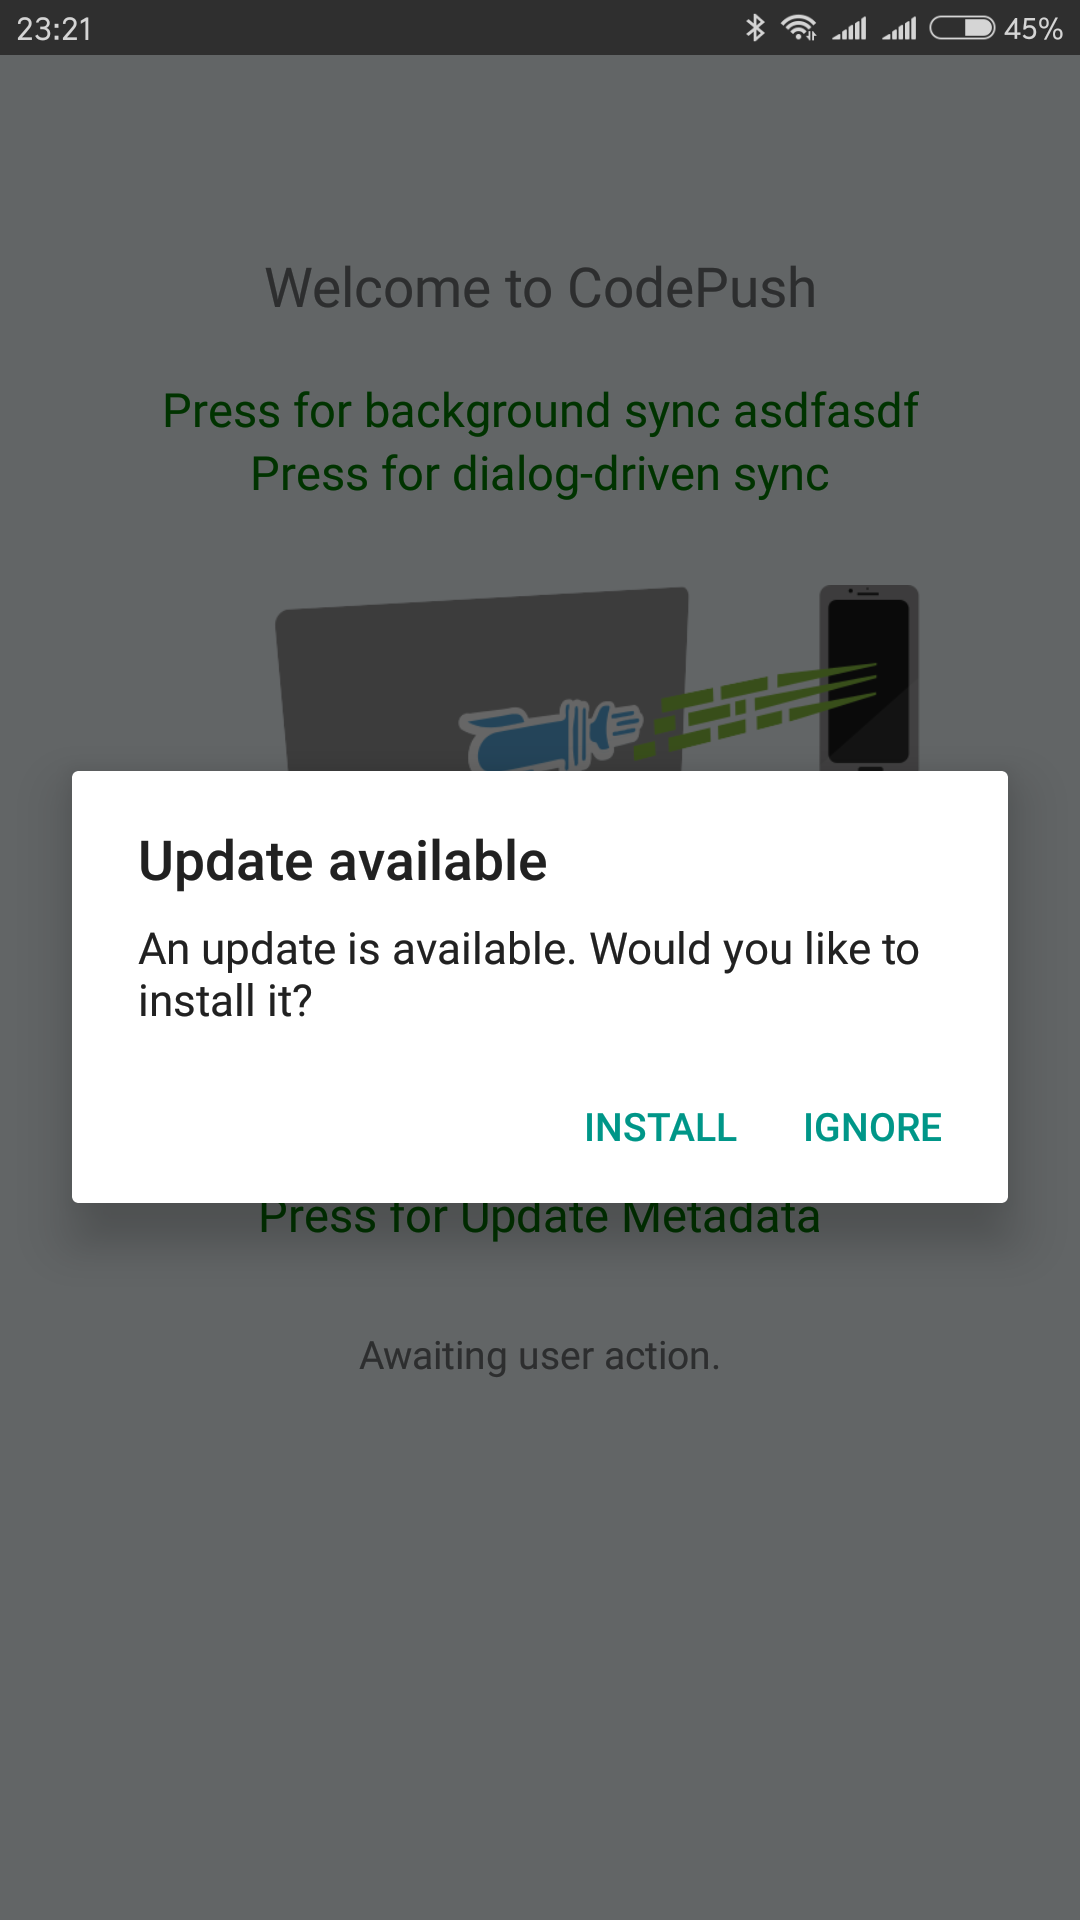 23:21 45%
Welcome to CodePush
Press for background sync asdfasdf
Press for dialog-driven sync
Update available
An update is available. Would you like to
install it?
INSTALL IGNORE
Press for Update Metadata
Awaiting user action.